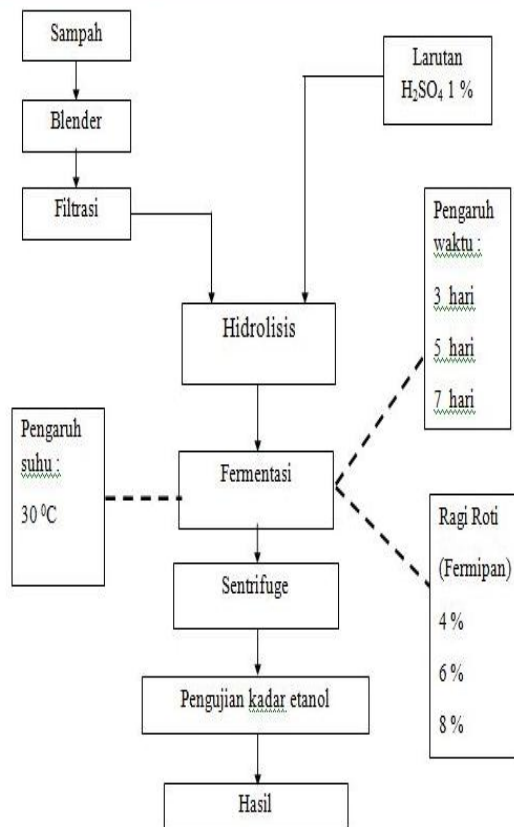 Sampah
Larutan
H₂SO₄ 1 %
Blender
Filtrasi
Pengaruh
waktu :
3 hari
5 hari
7 hari
Hidrolisis
Pengaruh
suhu :
30 ⁰C
Fermentasi
Ragi Roti
(Fermipan)
4 %
6 %
8 %
Sentrifuge
Pengujian kadar etanol
Hasil